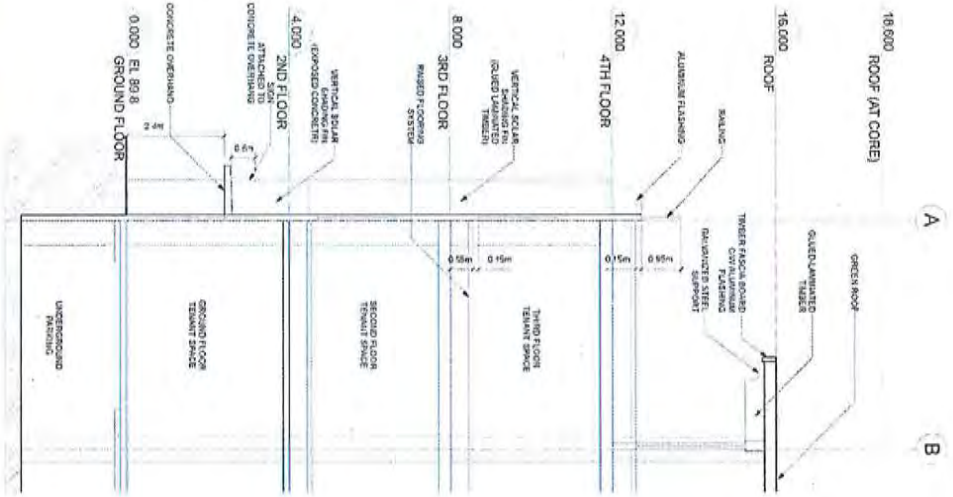 18.600
ROOF (AT CORE)
16.000
ROOF
12.000
4TH FLOOR
8.000
3RD FLOOR
4.000
2ND FLOOR
0.000 EL 89.8
GROUND FLOOR
A
B
RAILING
ALUMINUM FLASHING
VERTICAL SOLAR
SHADING FIN
(GLUED LAMINATED
TIMBER)
RAISED FLOORING
SYSTEM
VERTICAL SOLAR
SHADING FIN
(EXPOSED CONCRETE)
SIGN
ATTACHED TO
CONCRETE OVERHANG
CONCRETE OVERHANG
2.4m
0.6m
GREEN ROOF
GLUED-LAMINATED
TIMBER
TIMBER FASCIA BOARD
C/W ALUMINUM
FLASHING
GALVANIZED STEEL
SUPPORT
0.15m
0.95m
0.55m
0.15m
THIRD FLOOR
TENANT SPACE
SECOND FLOOR
TENANT SPACE
GROUND FLOOR
TENANT SPACE
UNDERGROUND
PARKING